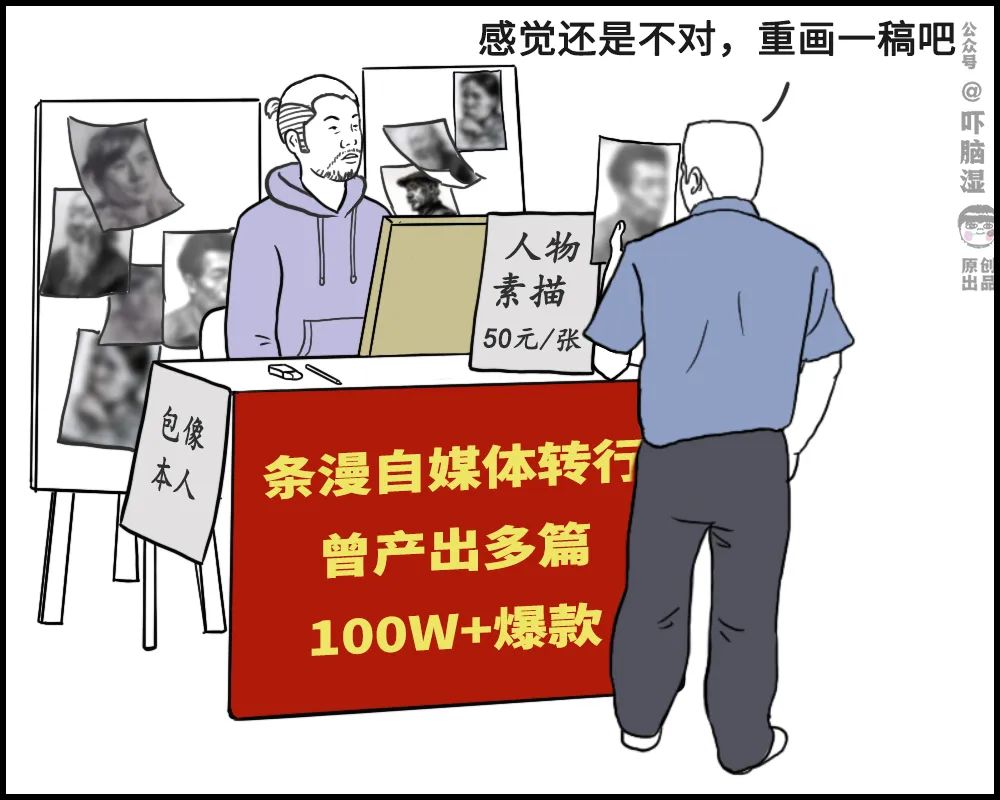 感觉还是不对，重画一稿吧
公众号
@
吓脑湿
原创
出品
人物
素描
50元/张
包像
本人
条漫自媒体转行
曾产出多篇
100W+爆款